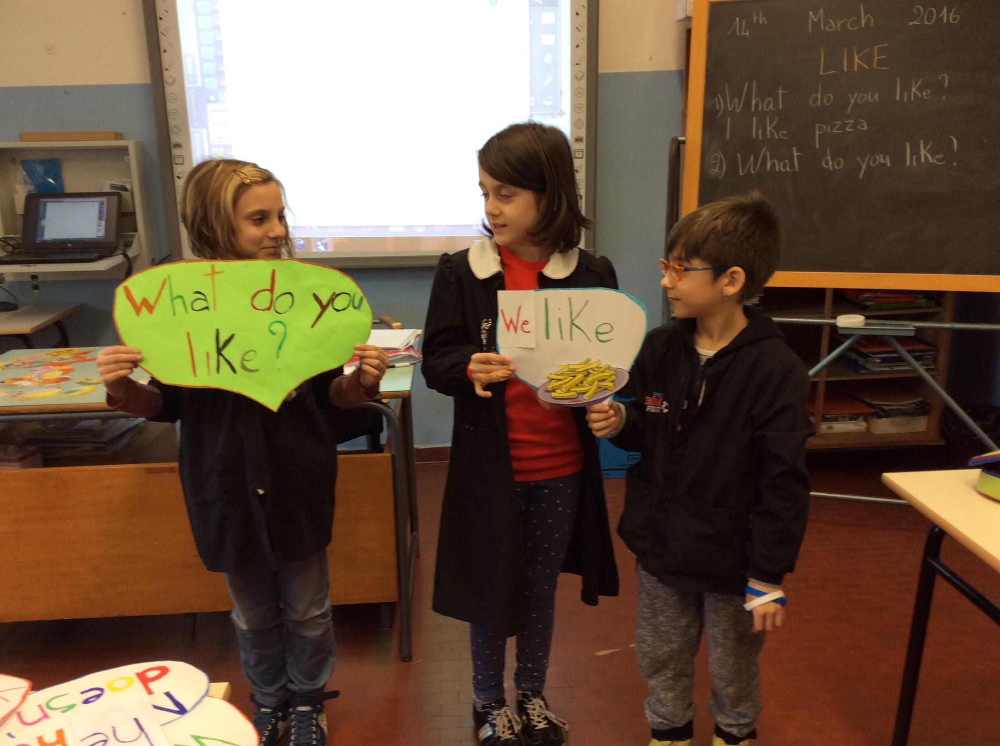 14th March 2016
LIKE
1) What do you like?
I like pizza.
2) What do you like?
What do you
like?
We like
doesn
he